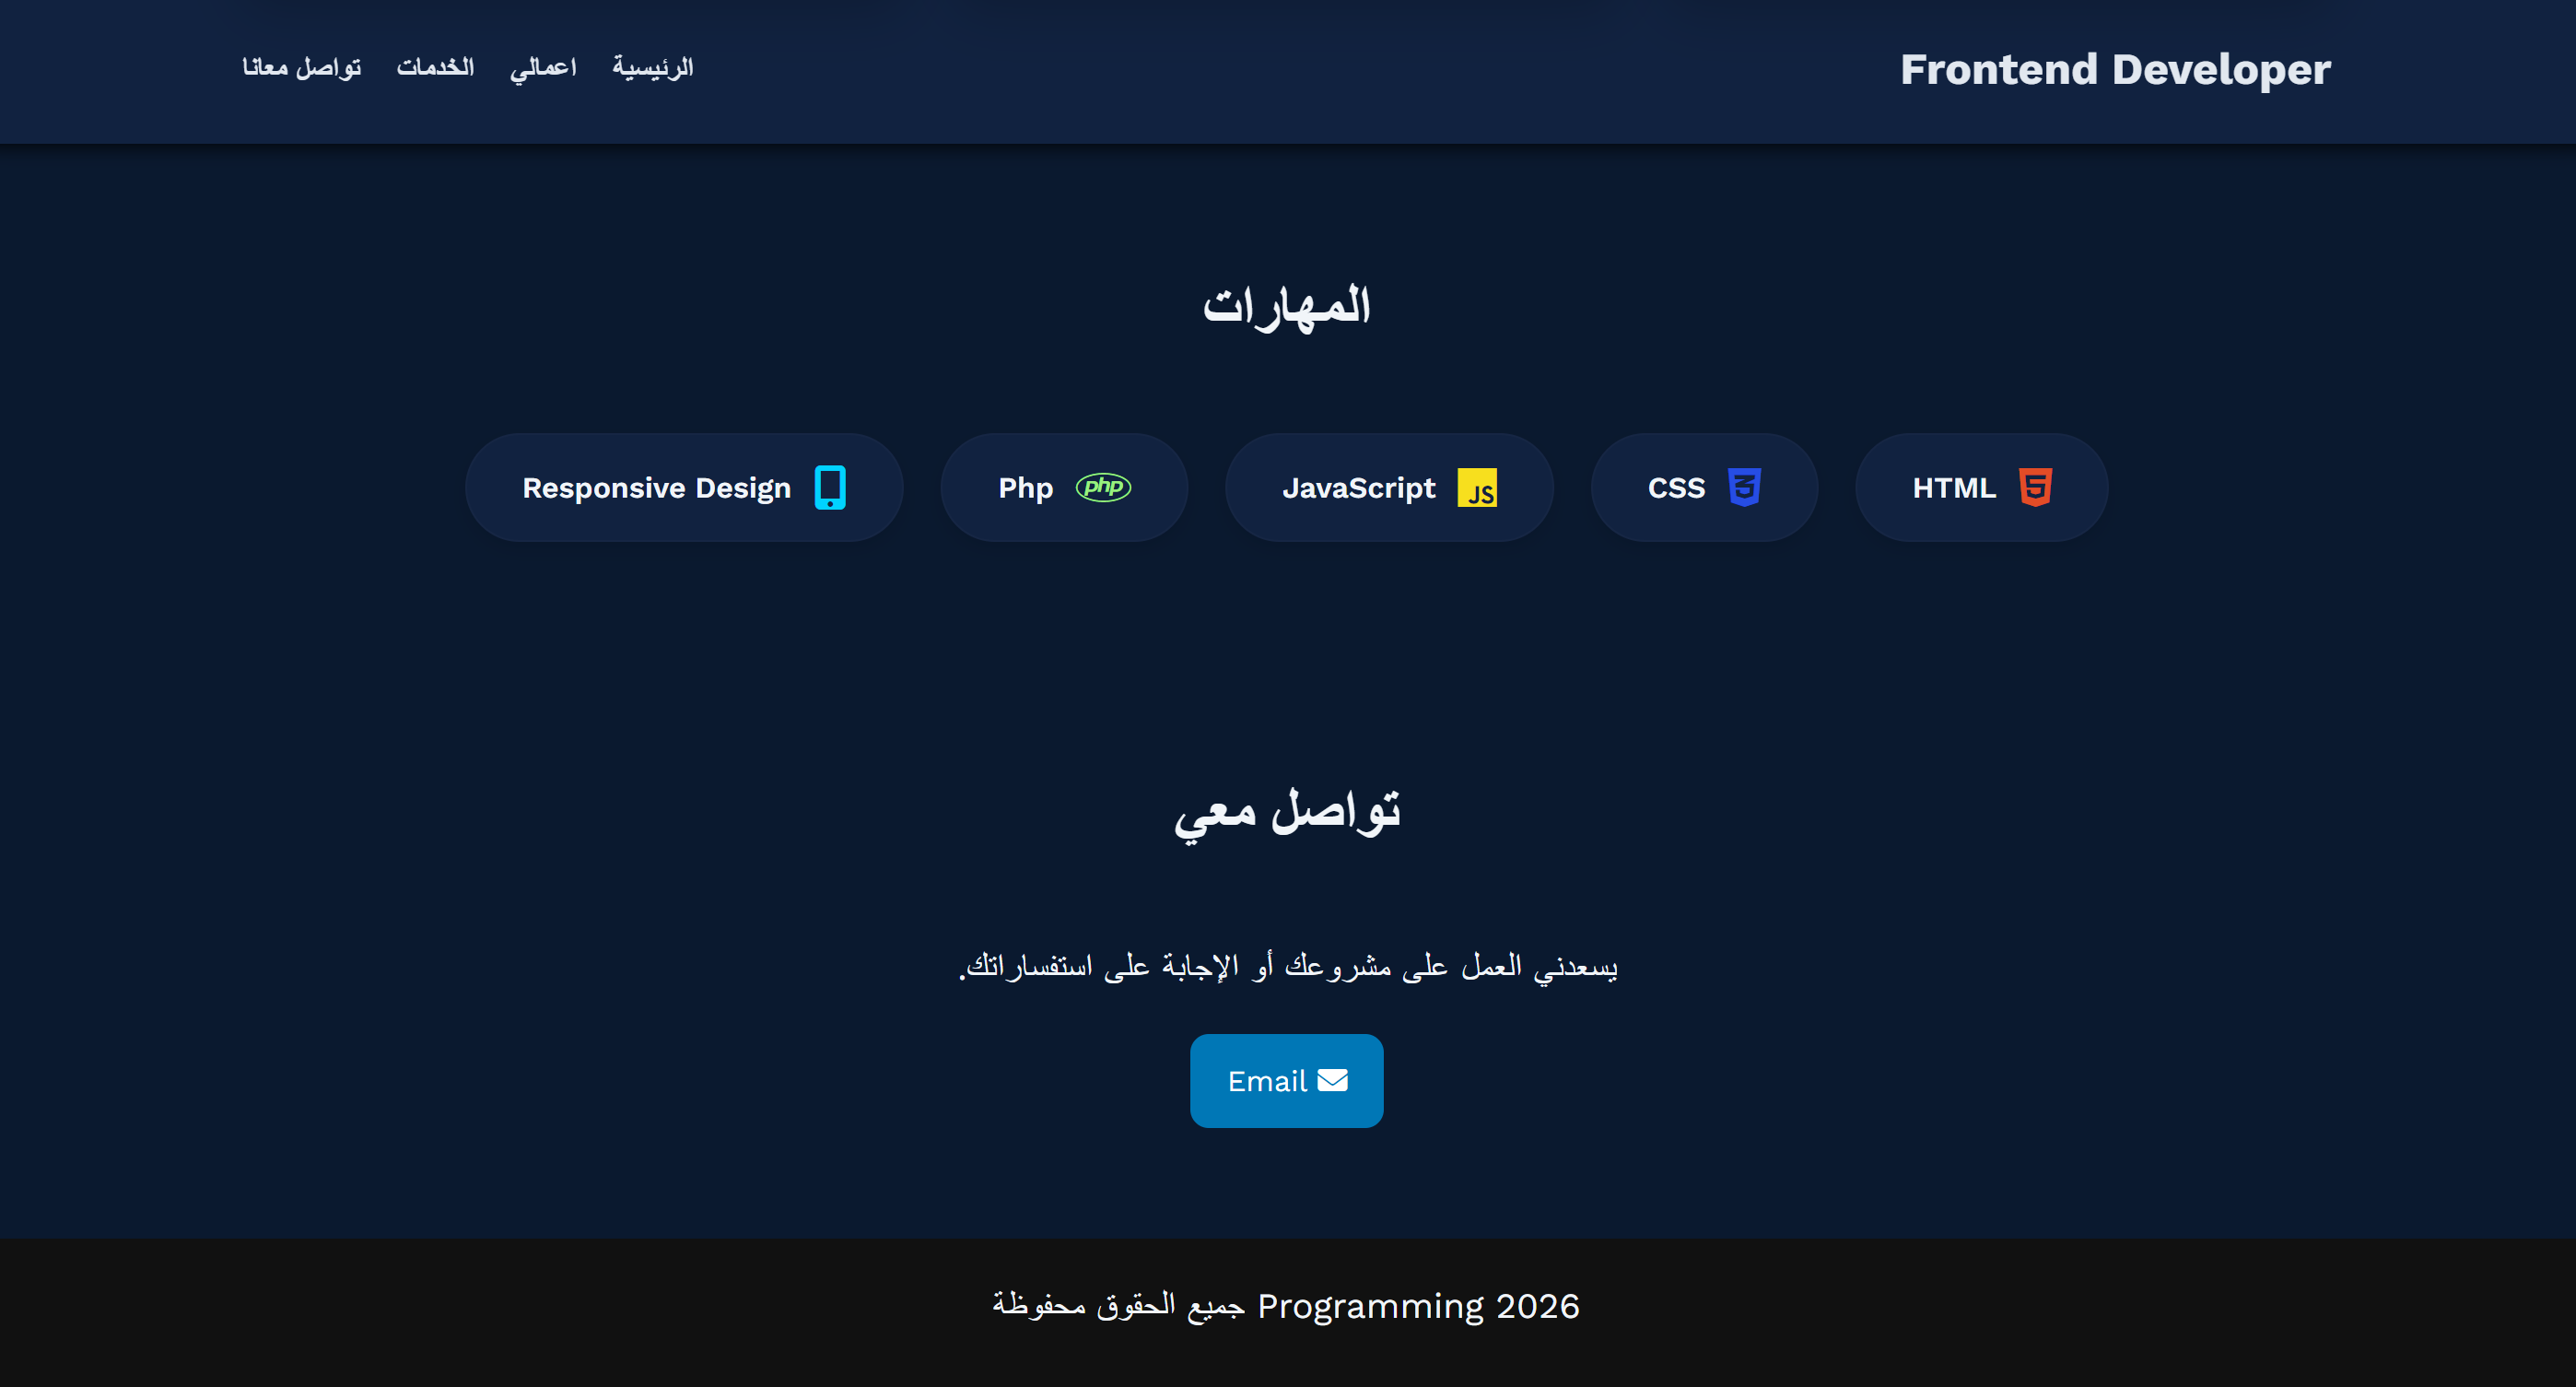 Frontend Developer
الرئيسية اعمالي الخدمات تواصل معانا
المهارات
HTML
CSS
JS JavaScript
php Php
Responsive Design
تواصل معي
يسعدني العمل على مشروعك أو الإجابة على استفساراتك.
Email
جميع الحقوق محفوظة Programming 2026